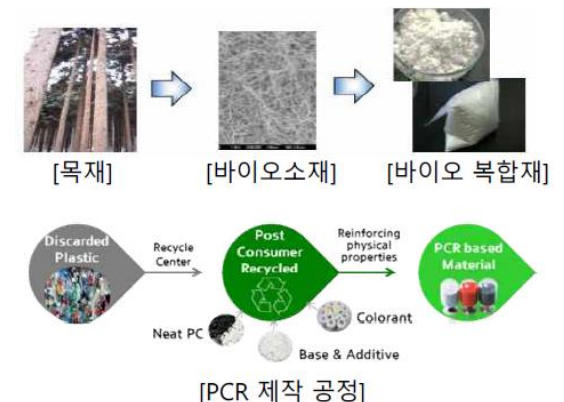 [목재]
[바이오소재]
[바이오 복합재]
Discarded
Plastic
Recycle
Center
Post
Consumer
Recycled
Reinforcing
physical
properties
PCR based
Material
Neat PC
Base & Additive
Colorant
[PCR 제작 공정]